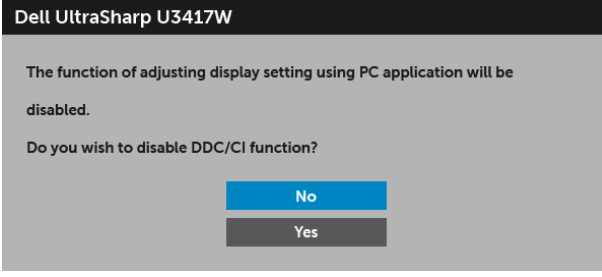 Dell UltraSharp U3417W
The function of adjusting display setting using PC application will be
disabled.
Do you wish to disable DDC/CI function?
No
Yes